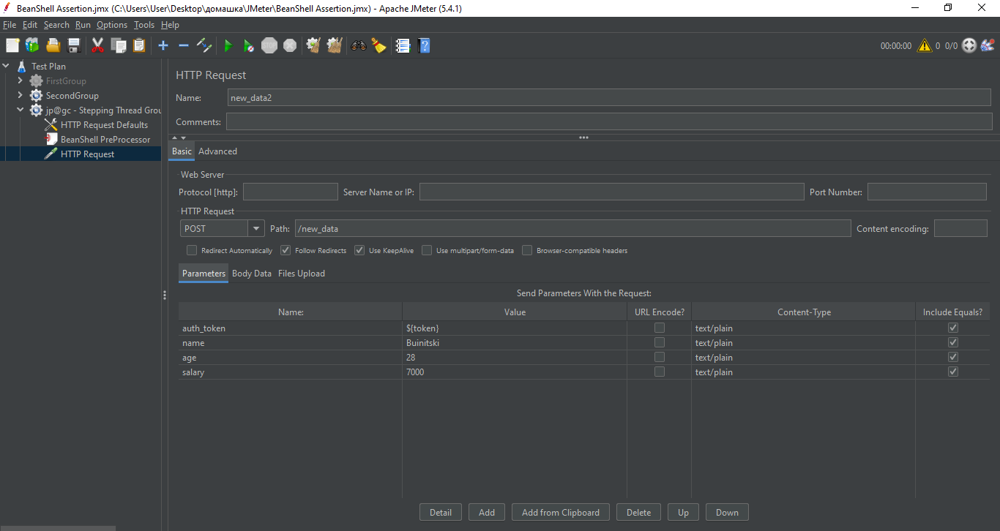 BeanShell Assertion.jmx (C:\Users\User\Desktop\домашка\JMeter\BeanShell Assertion.jmx) - Apache JMeter (5.4.1)
File Edit Search Run Options Tools Help
STOP 00:00:00 0 0/0
Test Plan
FirstGroup
SecondGroup
jp@gc - Stepping Thread Grou
HTTP Request Defaults
BeanShell PreProcessor
HTTP Request
HTTP Request
Name: new_data2
Comments:
Basic Advanced
Web Server
Protocol [http]: Server Name or IP: Port Number:
HTTP Request
POST Path: /new_data Content encoding:
Redirect Automatically Follow Redirects Use KeepAlive Use multipart/form-data Browser-compatible headers
Parameters Body Data Files Upload
Send Parameters With the Request:
Name: Value URL Encode? Content-Type Include Equals?
auth_token ${token} text/plain
name Buinitski text/plain
age 28 text/plain
salary 7000 text/plain
Detail Add Add from Clipboard Delete Up Down